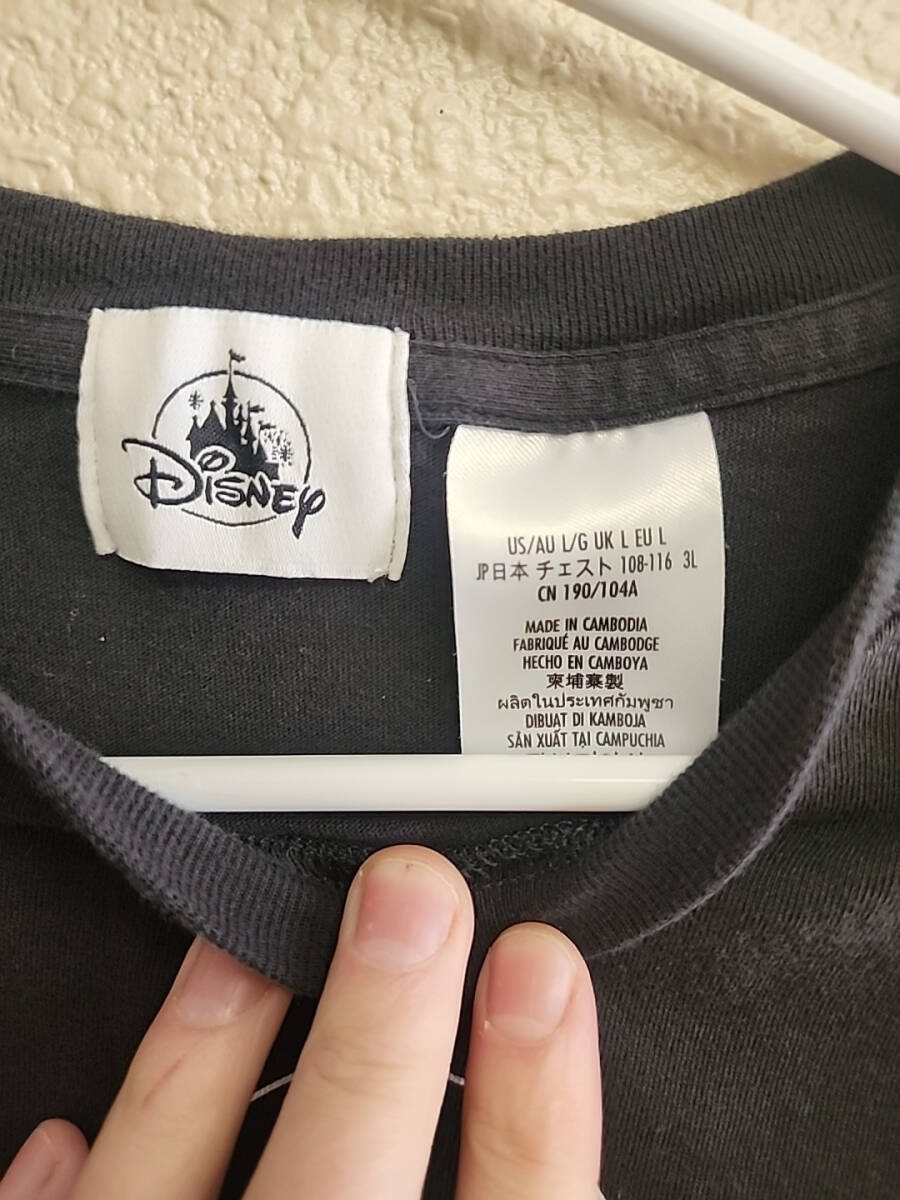 Disney
US/AU L/G UK L EU L
JP日本 チェスト 108-116 3L
CN 190/104A
MADE IN CAMBODIA
FABRIQUÉ AU CAMBODGE
HECHO EN CAMBOYA
柬埔寨製
ผลิตในประเทศกัมพูชา
DIBUAT DI KAMBOJA
SẢN XUẤT TẠI CAMPUCHIA